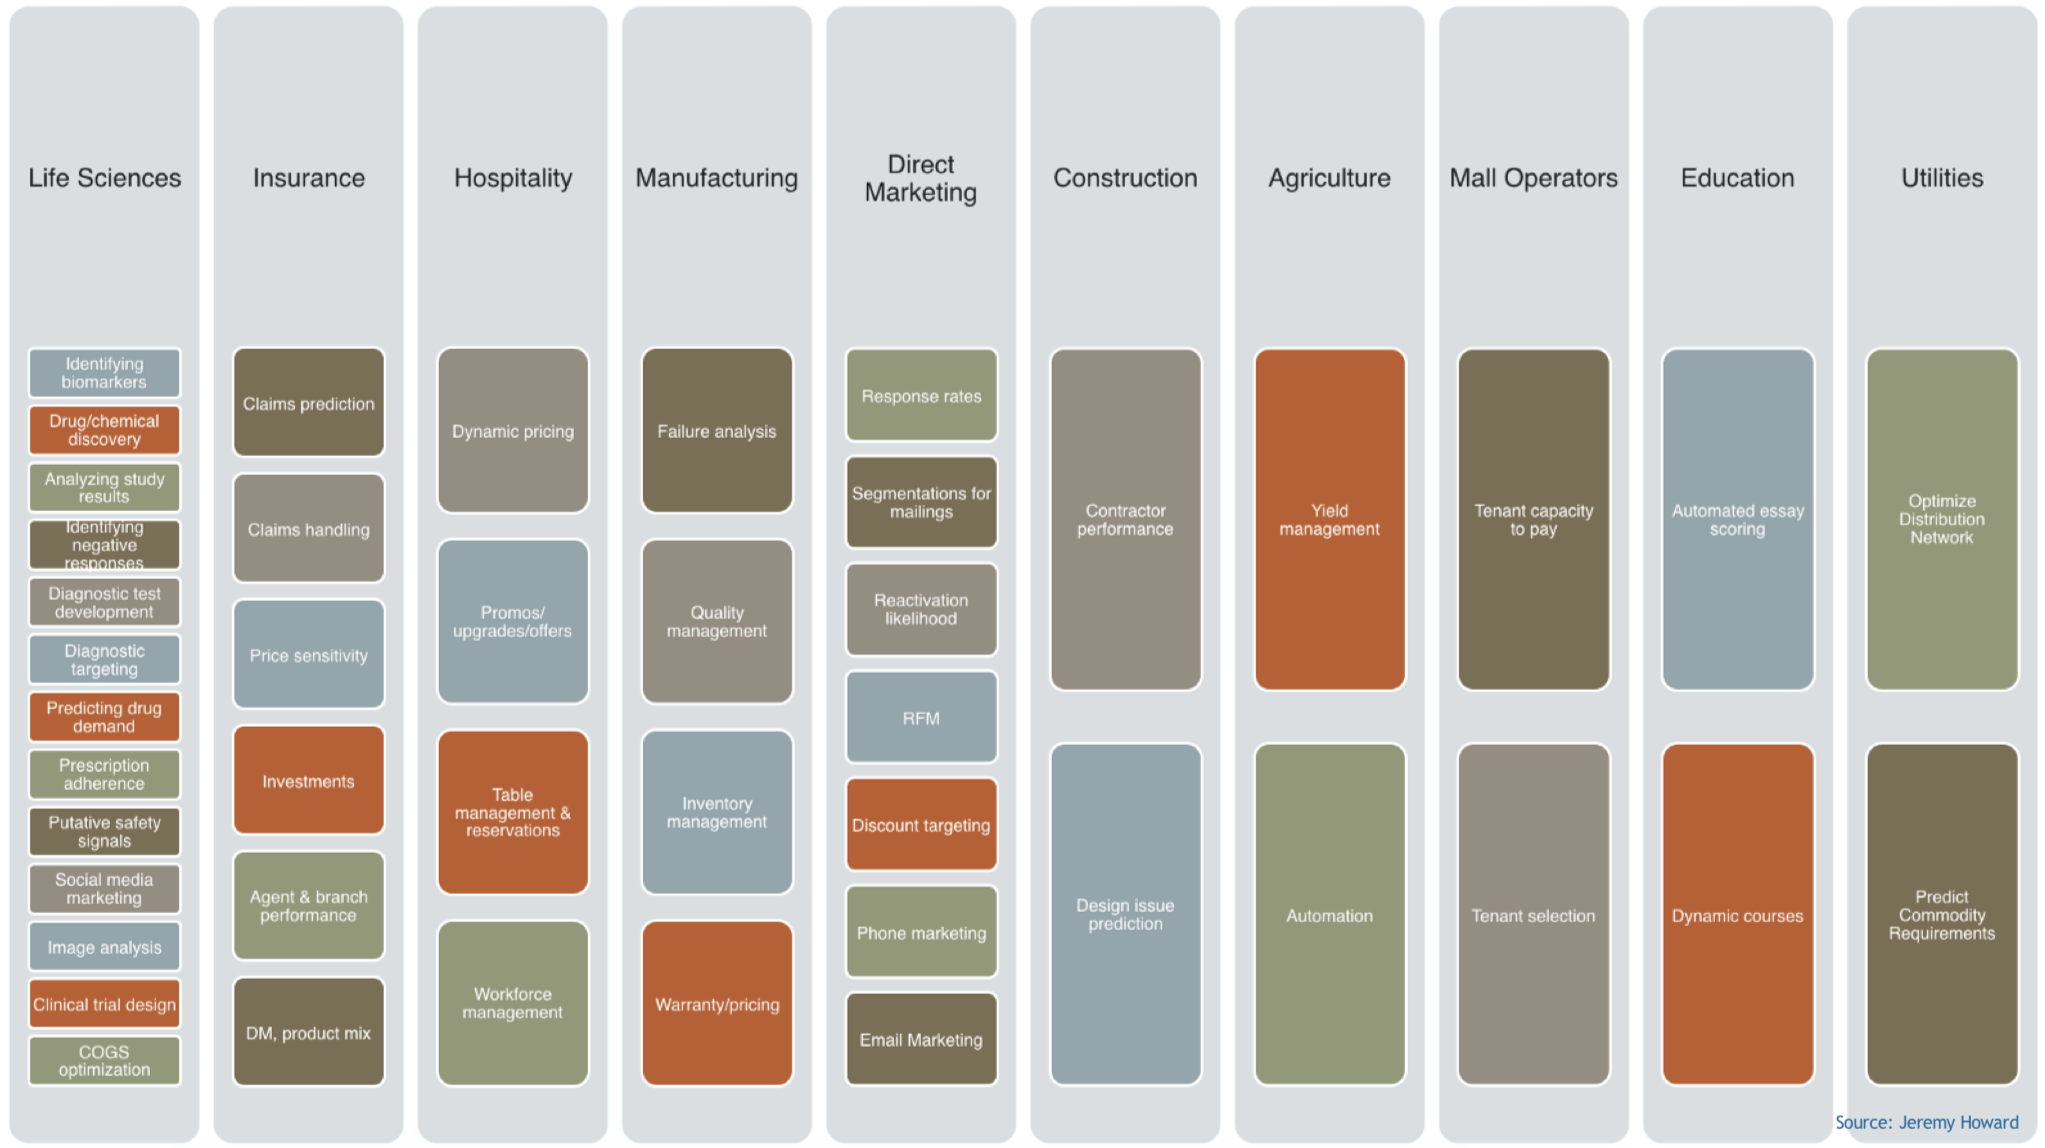 Life Sciences
Identifying
biomarkers
Drug/chemical
discovery
Analyzing study
results
Identifying
negative
responses
Diagnostic test
development
Diagnostic
targeting
Predicting drug
demand
Prescription
adherence
Putative safety
signals
Social media
marketing
Image analysis
Clinical trial design
COGS
optimization
Insurance
Claims prediction
Claims handling
Price sensitivity
Investments
Agent & branch
performance
DM, product mix
Hospitality
Dynamic pricing
Promos/
upgrades/offers
Table
management &
reservations
Workforce
management
Manufacturing
Failure analysis
Quality
management
Inventory
management
Warranty/pricing
Direct
Marketing
Response rates
Segmentations for
mailings
Reactivation
likelihood
RFM
Discount targeting
Phone marketing
Email Marketing
Construction
Contractor
performance
Design issue
prediction
Agriculture
Yield
management
Automation
Mall Operators
Tenant capacity
to pay
Tenant selection
Education
Automated essay
scoring
Dynamic courses
Utilities
Optimize
Distribution
Network
Predict
Commodity
Requirements
Source: Jeremy Howard